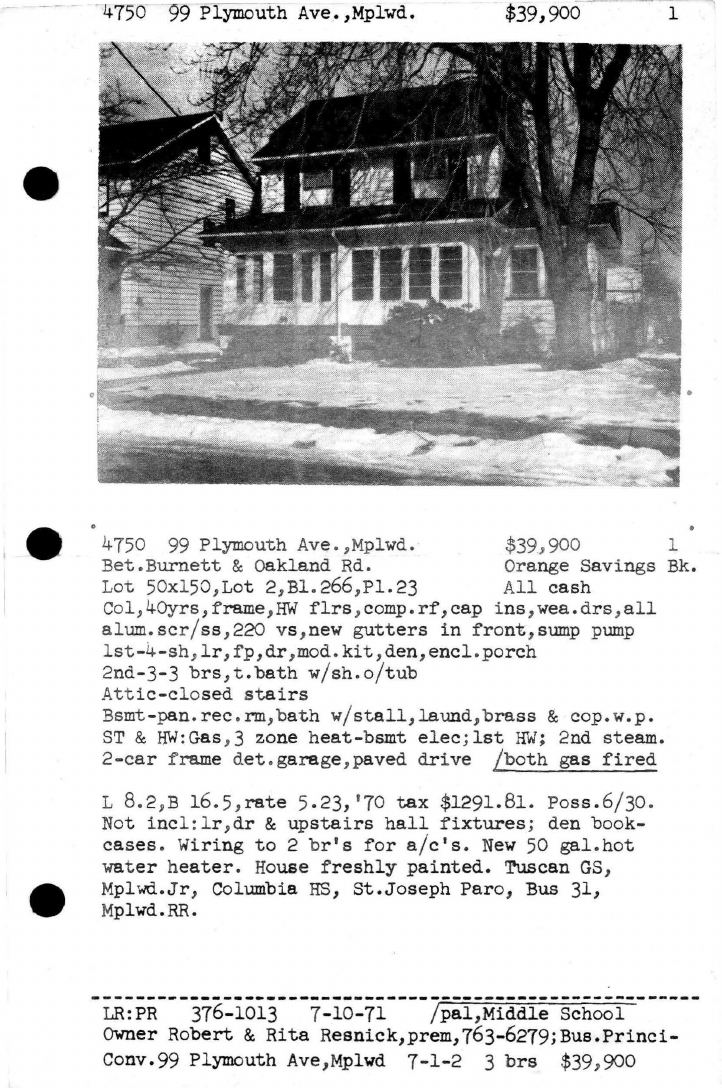 4750 99 Plymouth Ave.,Mplwd. $39,900 1
4750 99 Plymouth Ave.,Mplwd. $39,900 1
Bet.Burnett & Oakland Rd. Orange Savings Bk.
Lot 50x150,Lot 2,Bl.266,Pl.23 All cash
Col,40yrs,frame,HW flrs,comp.rf,cap ins,wea.drs,all
alum.scr/ss,220 vs,new gutters in front,sump pump
1st-4-sh,lr,fp,dr,mod.kit,den,encl.porch
2nd-3-3 brs,t.bath w/sh.o/tub
Attic-closed stairs
Bsmt-pan.rec.rm,bath w/stall,laund,brass & cop.w.p.
ST & HW:Gas,3 zone heat-bsmt elec;1st HW; 2nd steam.
2-car frame det.garage,paved drive /both gas fired
L 8.2,B 16.5,rate 5.23,'70 tax $1291.81. Poss.6/30.
Not incl:lr,dr & upstairs hall fixtures; den book-
cases. Wiring to 2 br's for a/c's. New 50 gal.hot
water heater. House freshly painted. Tuscan GS,
Mplwd.Jr, Columbia HS, St.Joseph Paro, Bus 31,
Mplwd.RR.
LR:PR 376-1013 7-10-71 /pal,Middle School
Owner Robert & Rita Resnick,prem,763-6279;Bus.Princi-
Conv.99 Plymouth Ave,Mplwd 7-1-2 3 brs $39,900